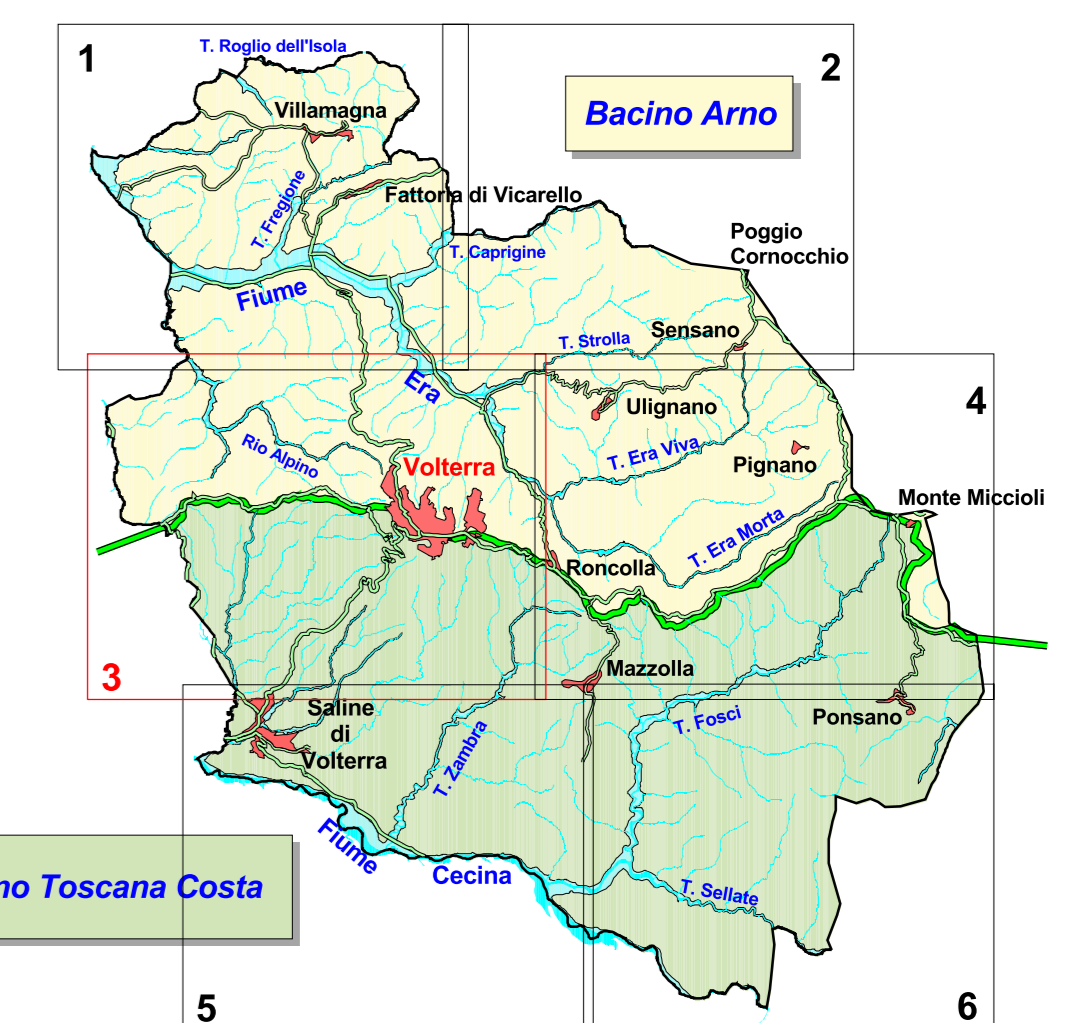 T. Roglio dell'Isola
1
2
Villamagna
Bacino Arno
Fattoria di Vicarello
T. Fregione
Poggio
Cornocchio
T. Caprigine
Fiume
Sensano
T. Strolla
Era
4
Ulignano
Rio Alpino
T. Era Viva
Pignano
Volterra
Monte Miccioli
T. Era Morta
Roncolla
3
Mazzolla
Saline
di
Volterra
T. Zambra
T. Fosci
Ponsano
Fiume
Cecina
no Toscana Costa
T. Sellate
5
6